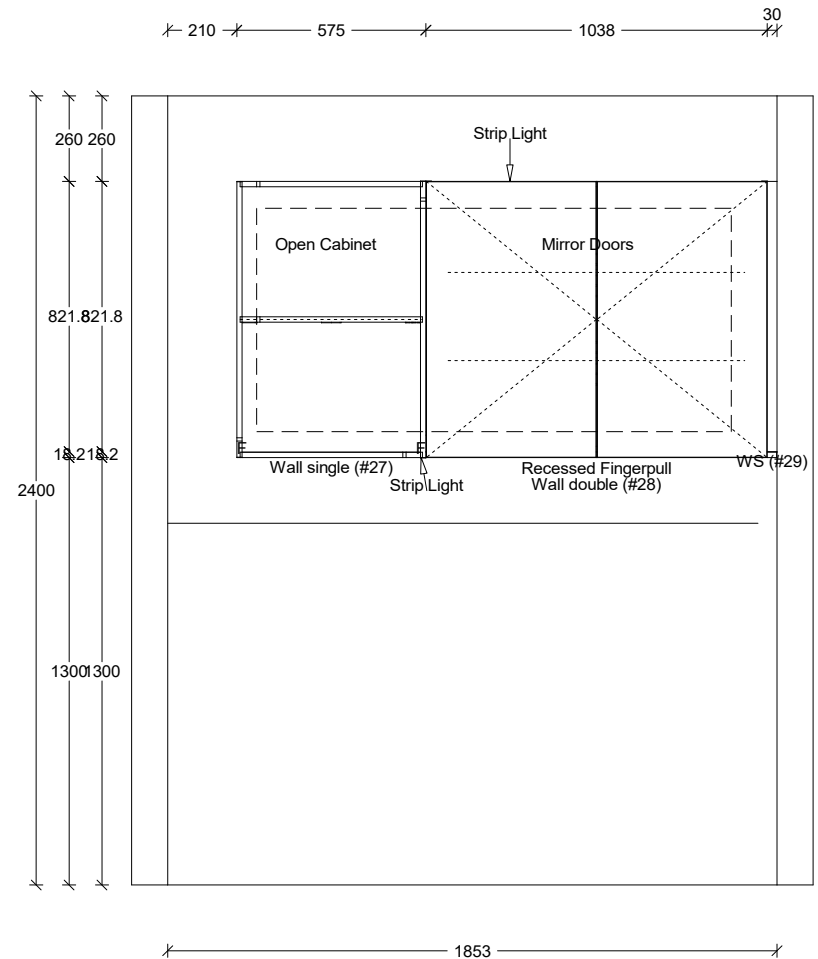 30
210
575
1038
Strip Light
260
260
Open Cabinet
Mirror Doors
821.8
821.8
18.2
18.2
F
F
Wall single (#27)
Recessed Fingerpull
Wall double (#28)
WS (#29)
Strip Light
2400
1300
1300
1853